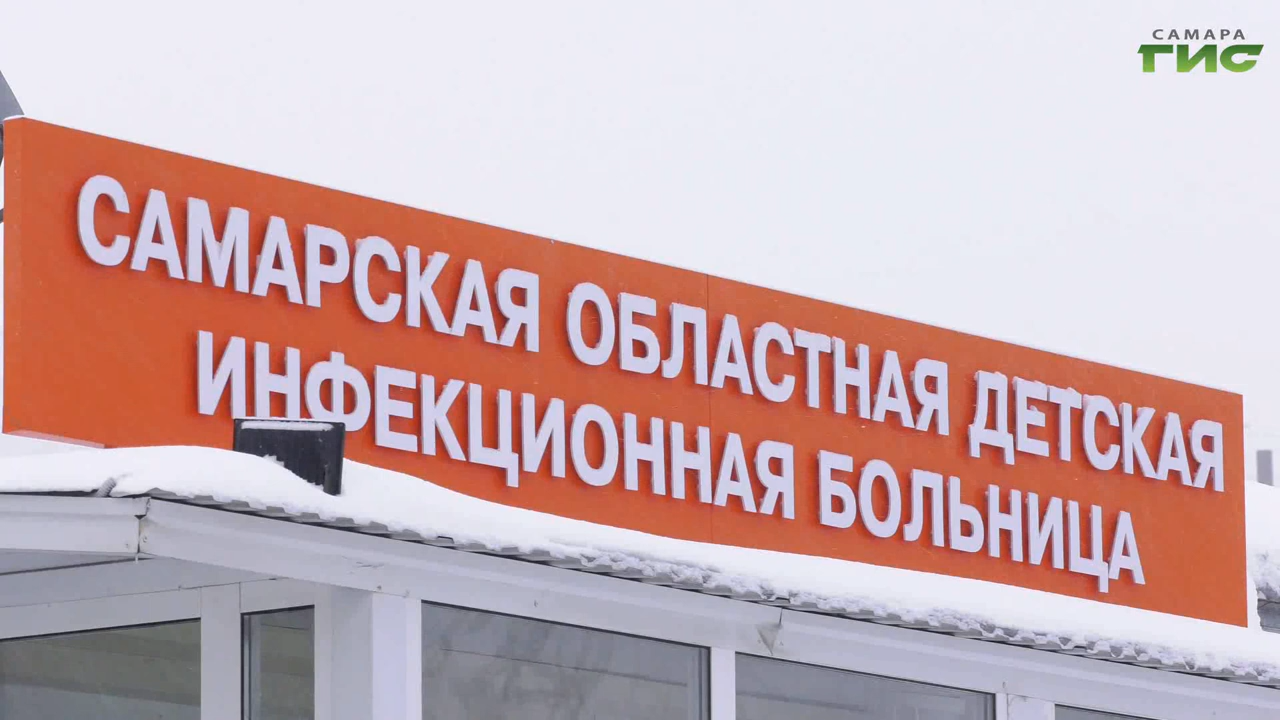 САМАРА
ГИС
САМАРСКАЯ ОБЛАСТНАЯ ДЕТСКАЯ
ИНФЕКЦИОННАЯ БОЛЬНИЦА